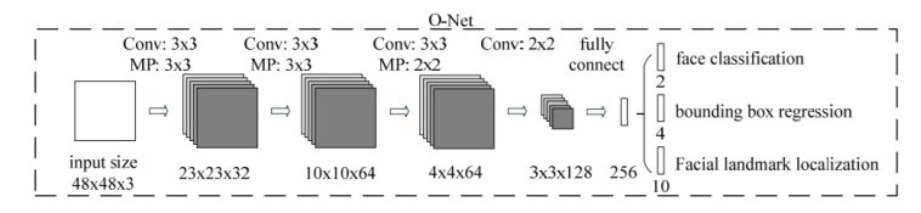 O-Net
Conv: 3x3 Conv: 3x3 Conv: 3x3 Conv: 2x2 fully
MP: 3x3 MP: 3x3 MP: 2x2 connect
face classification
2
bounding box regression
4
Facial landmark localization
10
input size
48x48x3
23x23x32
10x10x64
4x4x64
3x3x128
256